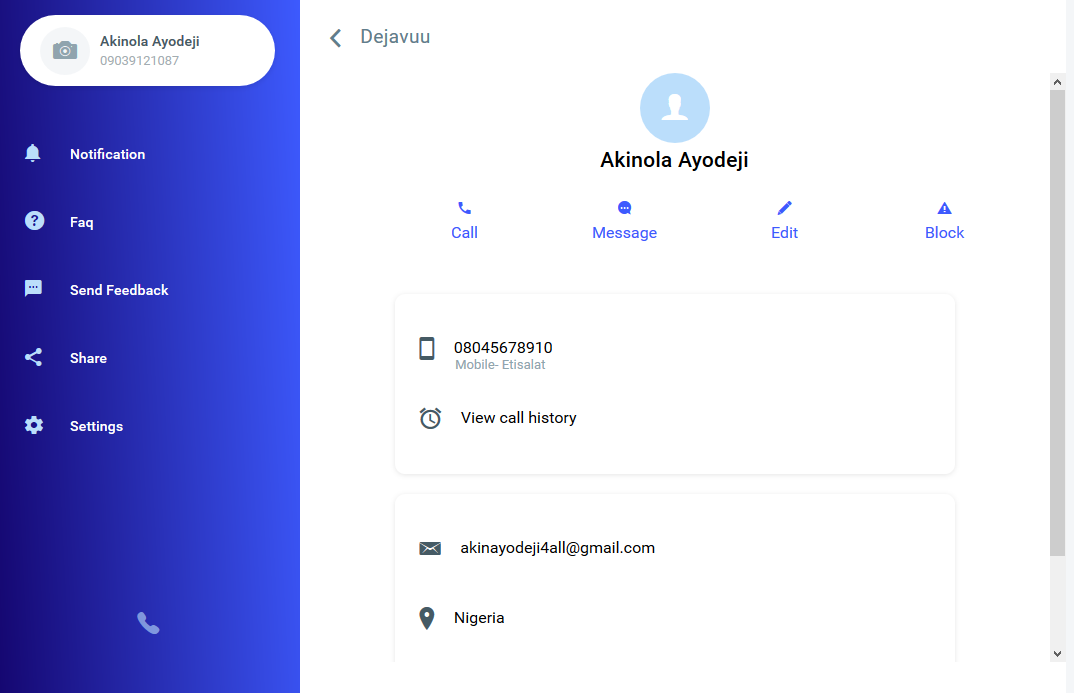 Akinola Ayodeji
09039121087
Notification
Faq
Send Feedback
Share
Settings
Dejavuu
Akinola Ayodeji
Call
Message
Edit
Block
08045678910
Mobile- Etisalat
View call history
akinayodeji4all@gmail.com
Nigeria